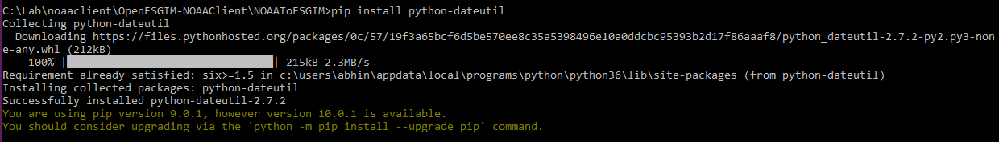 C:\Lab\noaaclient\OpenFSGIM-NOAAClient\NOAAToFSGIM>pip install python-dateutil
Collecting python-dateutil
  Downloading https://files.pythonhosted.org/packages/0c/57/19f3a65bcf6d5be570ee8c35a5398496e10a0ddcbc95393b2d17f86aaaf8/python_dateutil-2.7.2-py2.py3-non
e-any.whl (212kB)
    100% |████████████████████████████████| 215kB 2.3MB/s
Requirement already satisfied: six>=1.5 in c:\users\abhin\appdata\local\programs\python\python36\lib\site-packages (from python-dateutil)
Installing collected packages: python-dateutil
Successfully installed python-dateutil-2.7.2
You are using pip version 9.0.1, however version 10.0.1 is available.
You should consider upgrading via the 'python -m pip install --upgrade pip' command.